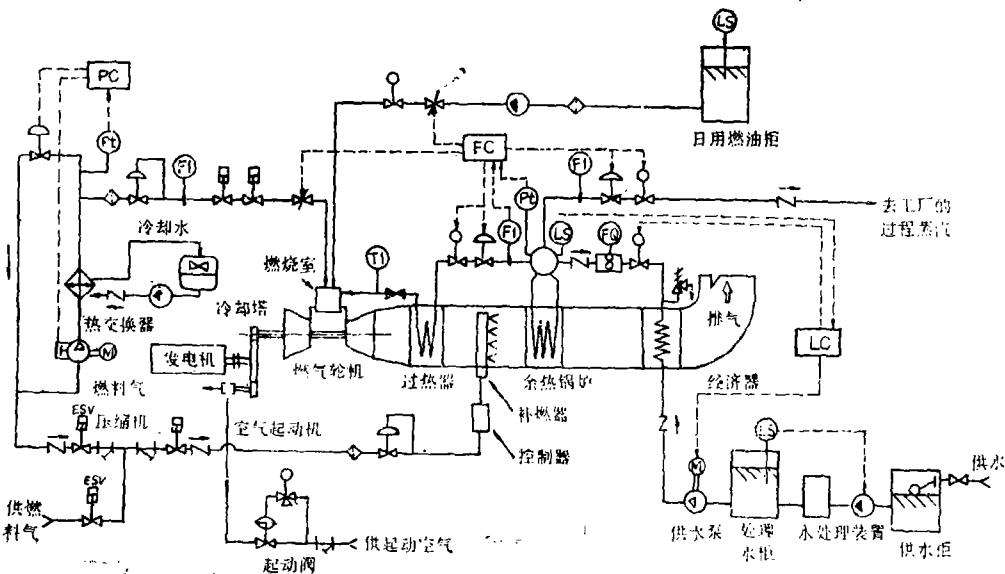 LS
PC
日用燃油柜
Pt
FC
FI
FI
Pt
去工厂的
过程蒸汽
冷却水
LS
FQ
FI
燃烧室
TI
冷却塔
热交换器
排气
LC
H
M
发电机
燃气轮机
过热器
余热锅炉
经济器
燃料气
补燃器
ESV
压缩机
空气起动机
控制器
LS
M
供水
ESV
供燃
料气
供水泵
处理
水柜
水处理装置
供水柜
供起动空气
起动阀